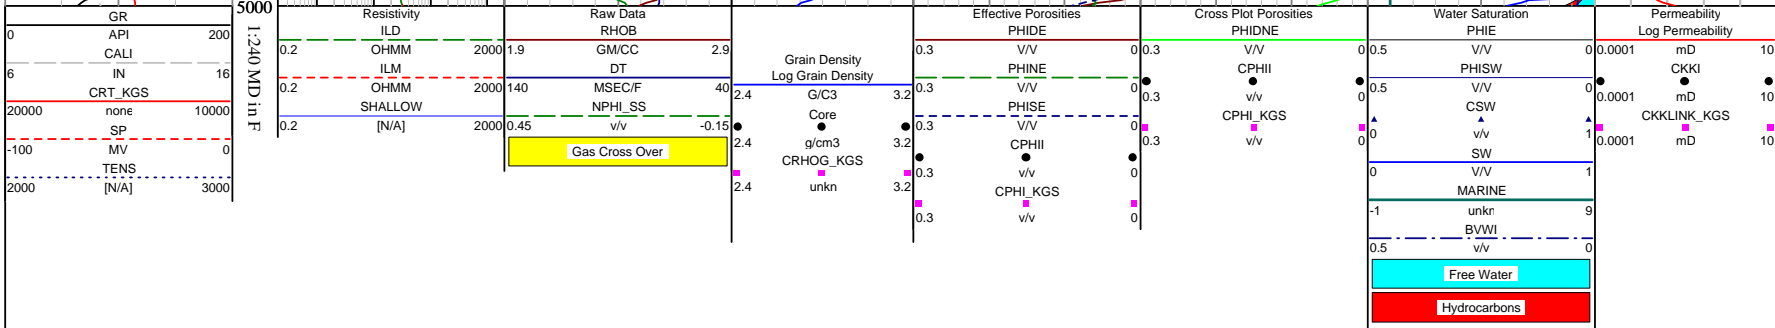 GR
0 API 200
CALI
6 IN 16
CRT_KGS
20000 none 10000
SP
-100 MV 0
TENS
2000 [N/A] 3000
5000
1:240 MD in F
Resistivity
ILD
0.2 OHMM 2000
ILM
0.2 OHMM 2000
SHALLOW
0.2 [N/A] 2000
Raw Data
RHOB
1.9 GM/CC 2.9
DT
140 MSEC/F 40
NPHI_SS
0.45 v/v -0.15
Gas Cross Over
Grain Density
Log Grain Density
2.4 G/C3 3.2
Core
2.4 g/cm3 3.2
CRHOG_KGS
2.4 unkn 3.2
Effective Porosities
PHIDE
0.3 V/V 0
PHINE
0.3 V/V 0
PHISE
0.3 V/V 0
CPHII
0.3 v/v 0
CPHI_KGS
0.3 v/v 0
Cross Plot Porosities
PHIDNE
0.3 V/V 0
CPHII
0.3 v/v 0
CPHI_KGS
0.3 v/v 0
Water Saturation
PHIE
0.5 V/V 0
PHISW
0.5 V/V 0
CSW
0 v/v 1
SW
0 V/V 1
MARINE
-1 unkn 9
BVWI
0.5 v/v 0
Free Water
Hydrocarbons
Permeability
Log Permeability
0.0001 mD 10
CKKI
0.0001 mD 10
CKKLINK_KGS
0.0001 mD 10